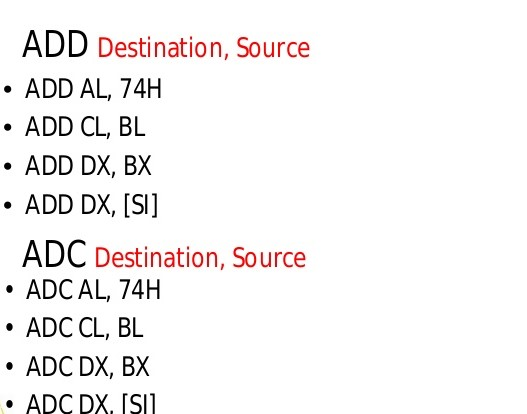 ADD Destination, Source
• ADD AL, 74H
• ADD CL, BL
• ADD DX, BX
• ADD DX, [SI]
ADC Destination, Source
• ADC AL, 74H
• ADC CL, BL
• ADC DX, BX
• ADC DX, [SI]